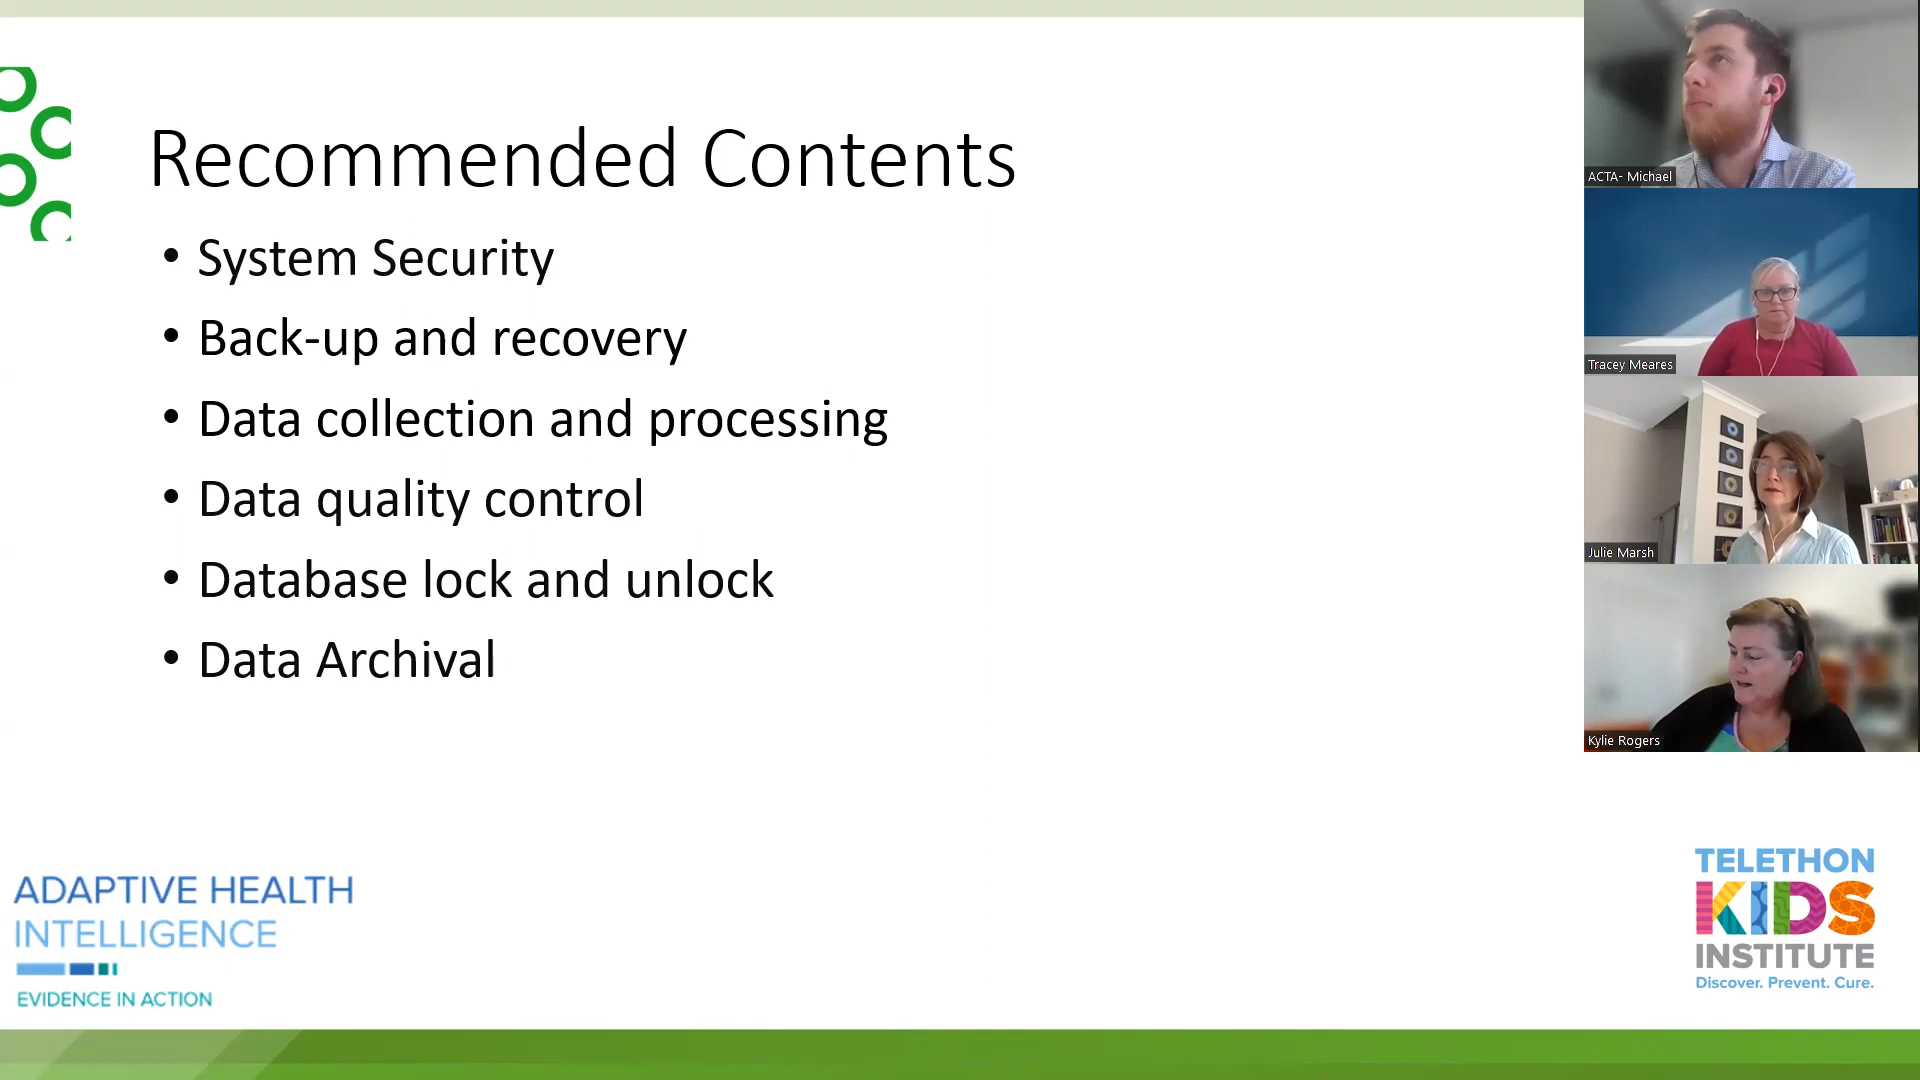 Recommended Contents
• System Security
• Back-up and recovery
• Data collection and processing
• Data quality control
• Database lock and unlock
• Data Archival
ACTA- Michael
Tracey Meares
Julie Marsh
Kylie Rogers
ADAPTIVE HEALTH
INTELLIGENCE
EVIDENCE IN ACTION
TELETHON
KIDS
INSTITUTE
Discover. Prevent. Cure.